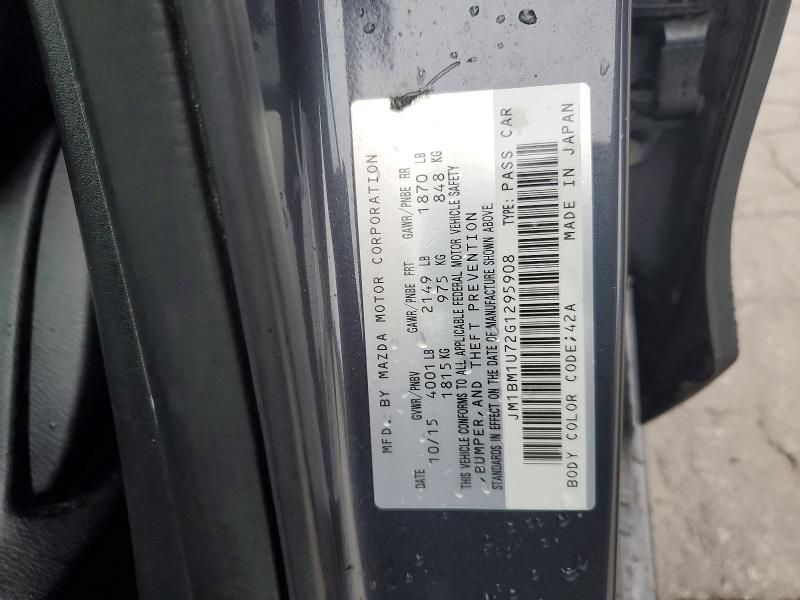 MFD. BY MAZDA MOTOR CORPORATION
DATE GVWR/PNBV GAWR/PNBE FRT GAWR/PNBE RR
10/15 4001 LB 2149 LB 1870 LB
1815 KG 975 KG 848 KG
THIS VEHICLE CONFORMS TO ALL APPLICABLE FEDERAL MOTOR VEHICLE SAFETY
,BUMPER,AND THEFT PREVENTION
STANDARDS IN EFFECT ON THE DATE OF MANUFACTURE SHOWN ABOVE.
JM1BM1U72G1295908 TYPE: PASS CAR
BODY COLOR CODE;42A MADE IN JAPAN